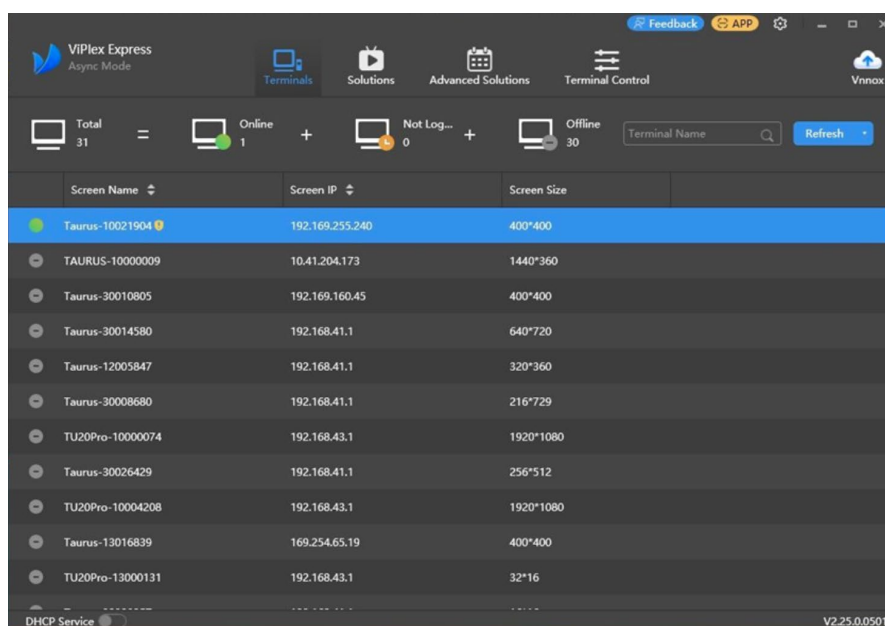 Feedback APP
ViPlex Express
Async Mode
Terminals Solutions Advanced Solutions Terminal Control Vnnox
Total 31 = Online 1 + Not Log... 0 + Offline 30 Terminal Name Refresh
Screen Name Screen IP Screen Size
Taurus-10021904 192.169.255.240 400*400
TAURUS-10000009 10.41.204.173 1440*360
Taurus-30010805 192.169.160.45 400*400
Taurus-30014580 192.168.41.1 640*720
Taurus-12005847 192.168.41.1 320*360
Taurus-30008680 192.168.41.1 216*729
TU20Pro-10000074 192.168.43.1 1920*1080
Taurus-30026429 192.168.41.1 256*512
TU20Pro-10004208 192.168.43.1 1920*1080
Taurus-13016839 169.254.65.19 400*400
TU20Pro-13000131 192.168.43.1 32*16
DHCP Service V2.25.0.0501